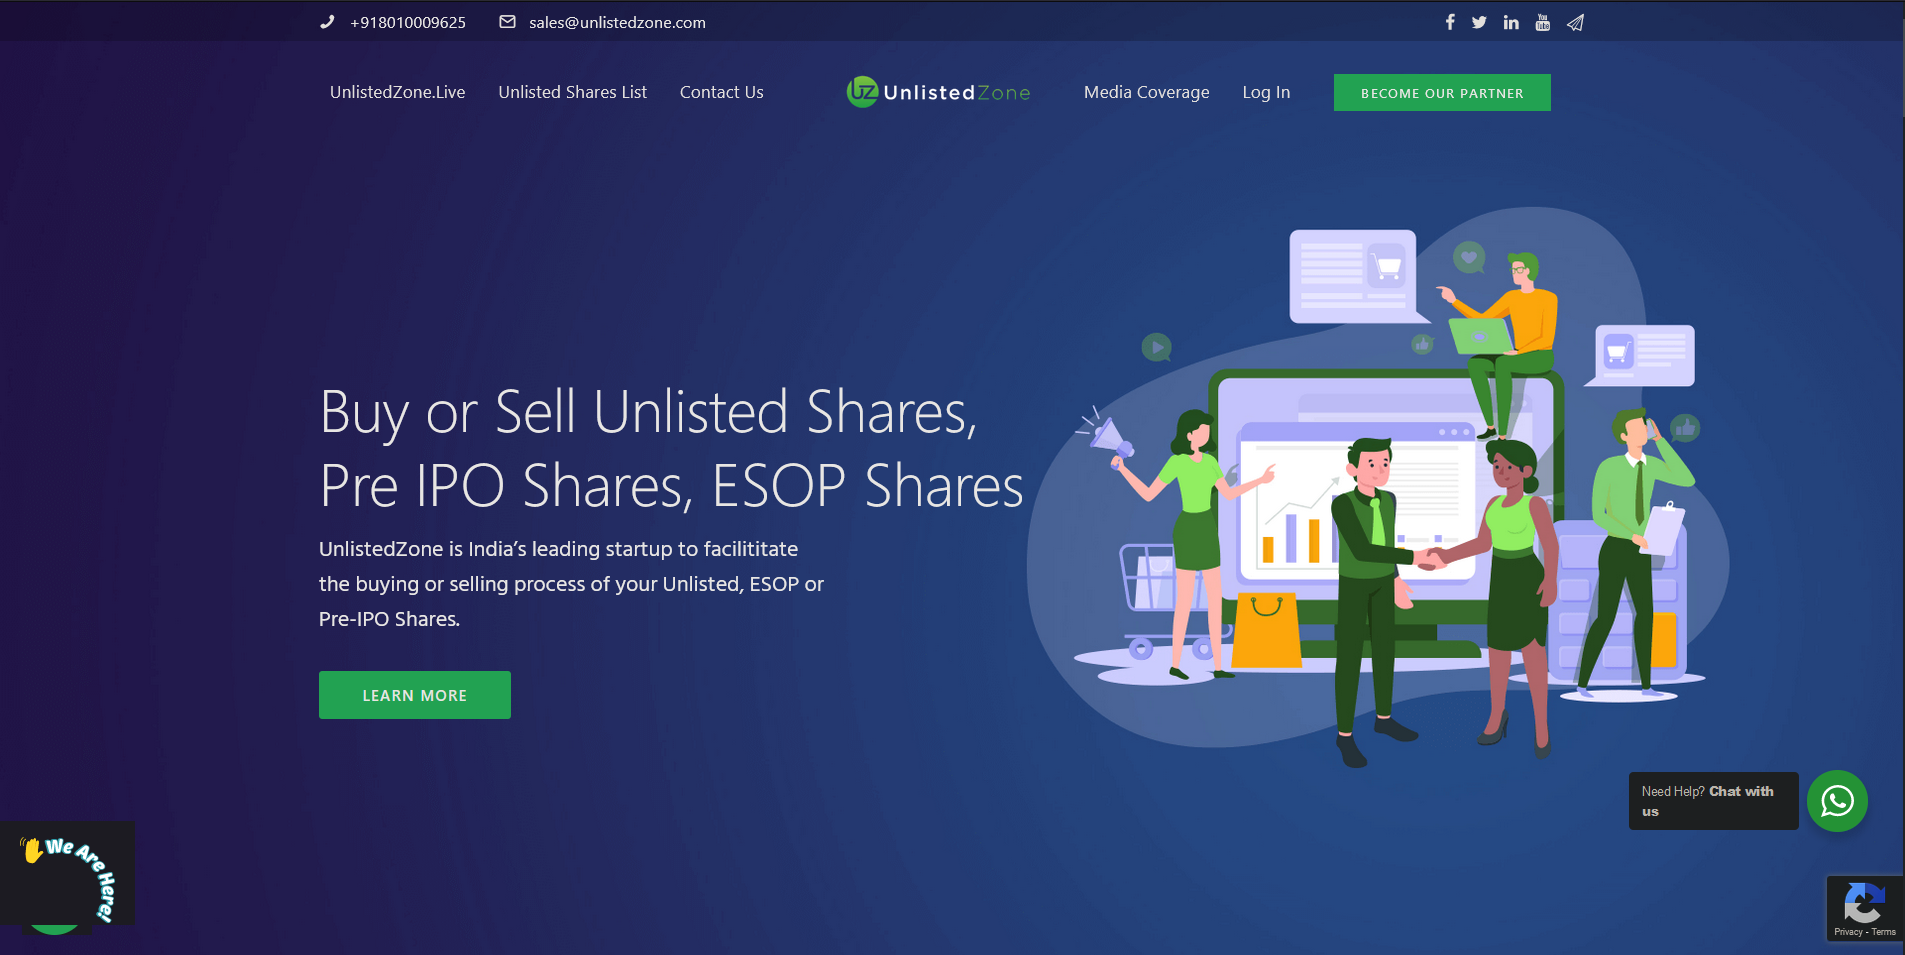 +918010009625
sales@unlistedzone.com
You
Tube
UnlistedZone.Live
Unlisted Shares List
Contact Us
UZ UnlistedZone
Media Coverage
Log In
BECOME OUR PARTNER
Buy or Sell Unlisted Shares,
Pre IPO Shares, ESOP Shares
UnlistedZone is India’s leading startup to facilititate
the buying or selling process of your Unlisted, ESOP or
Pre-IPO Shares.
LEARN MORE
Need Help? Chat with
us
We Are Here!
Privacy - Terms